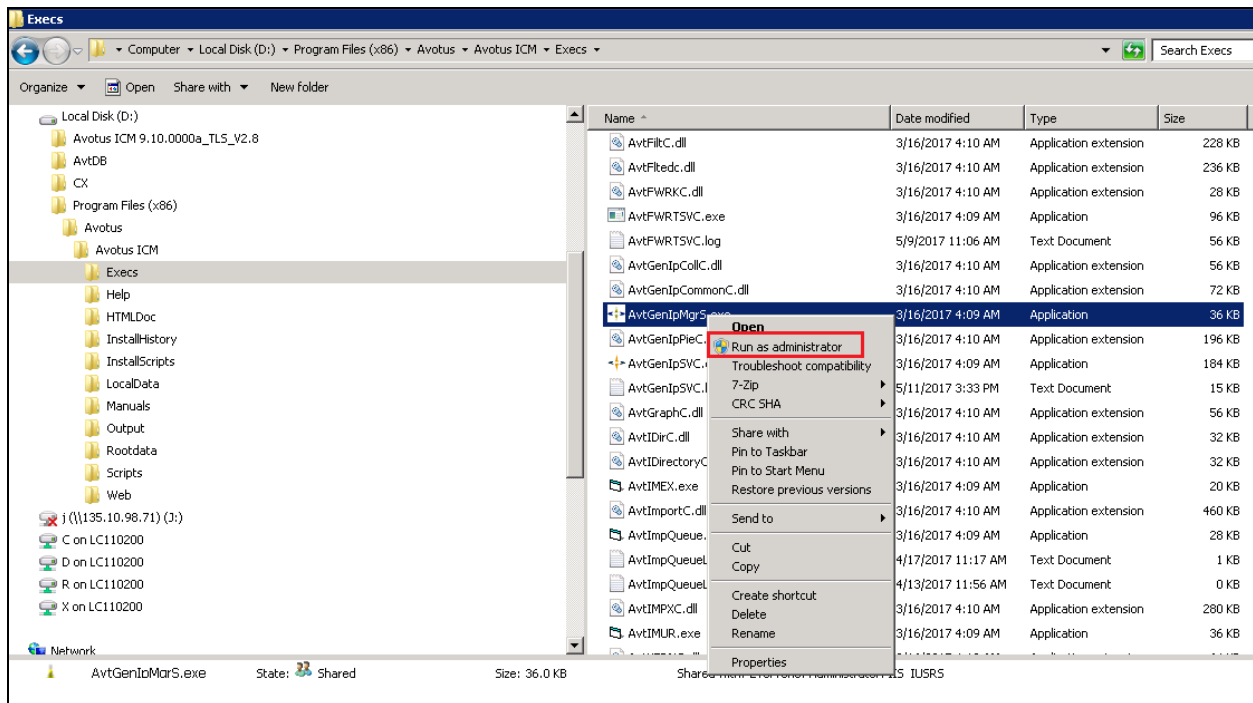 Execs
Computer Local Disk (D:) Program Files (x86) Avotus Avotus ICM Execs
Search Execs
Organize Open Share with New folder
Local Disk (D:)
Avotus ICM 9.10.0000a_TLS_V2.8
AvtDB
CX
Program Files (x86)
Avotus
Avotus ICM
Execs
Help
HTMLDoc
InstallHistory
InstallScripts
LocalData
Manuals
Output
Rootdata
Scripts
Web
j (\\135.10.98.71) (J:)
C on LC110200
D on LC110200
R on LC110200
X on LC110200
Network
Name Date modified Type Size
AvtFiltC.dll 3/16/2017 4:10 AM Application extension 228 KB
AvtFltedc.dll 3/16/2017 4:10 AM Application extension 236 KB
AvtFWRKC.dll 3/16/2017 4:10 AM Application extension 28 KB
AvtFWRTSVC.exe 3/16/2017 4:09 AM Application 96 KB
AvtFWRTSVC.log 5/9/2017 11:06 AM Text Document 56 KB
AvtGenIpCollC.dll 3/16/2017 4:10 AM Application extension 56 KB
AvtGenIpCommonC.dll 3/16/2017 4:10 AM Application extension 72 KB
AvtGenIpMgrS.exe 3/16/2017 4:09 AM Application 36 KB
AvtGenIpPieC. 3/16/2017 4:10 AM Application extension 196 KB
AvtGenIpSVC. 3/16/2017 4:09 AM Application 184 KB
AvtGenIpSVC.l 5/11/2017 3:33 PM Text Document 15 KB
AvtGraphC.dll 3/16/2017 4:10 AM Application extension 56 KB
AvtIDirC.dll 3/16/2017 4:10 AM Application extension 32 KB
AvtIDirectoryC 3/16/2017 4:10 AM Application extension 32 KB
AvtIMEX.exe 3/16/2017 4:09 AM Application 20 KB
AvtImportC.dll 3/16/2017 4:10 AM Application extension 460 KB
AvtImpQueue. 3/16/2017 4:09 AM Application 28 KB
AvtImpQueueL 4/17/2017 11:17 AM Text Document 1 KB
AvtImpQueueL 4/13/2017 11:56 AM Text Document 0 KB
AvtIMPXC.dll 3/16/2017 4:10 AM Application extension 280 KB
AvtIMUR.exe 3/16/2017 4:09 AM Application 36 KB
Open
Run as administrator
Troubleshoot compatibility
7-Zip
CRC SHA
Share with
Pin to Taskbar
Pin to Start Menu
Restore previous versions
Send to
Cut
Copy
Create shortcut
Delete
Rename
Properties
AvtGenIpMgrS.exe State: Shared Size: 36.0 KB